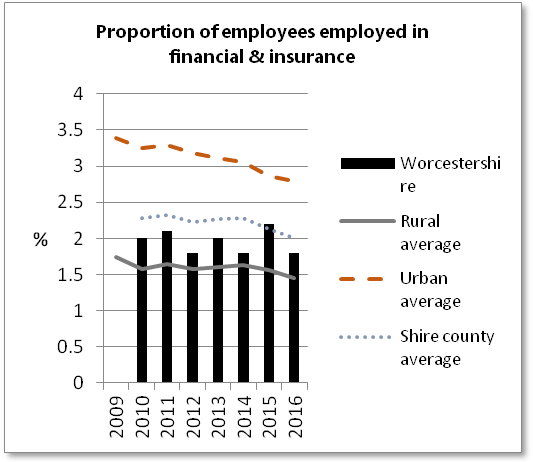 Proportion of employees employed in
financial & insurance
4
3.5
3
2.5
2
1.5
1
0.5
0
%
2009
2010
2011
2012
2013
2014
2015
2016
Worcestershi
re
Rural
average
Urban
average
Shire county
average